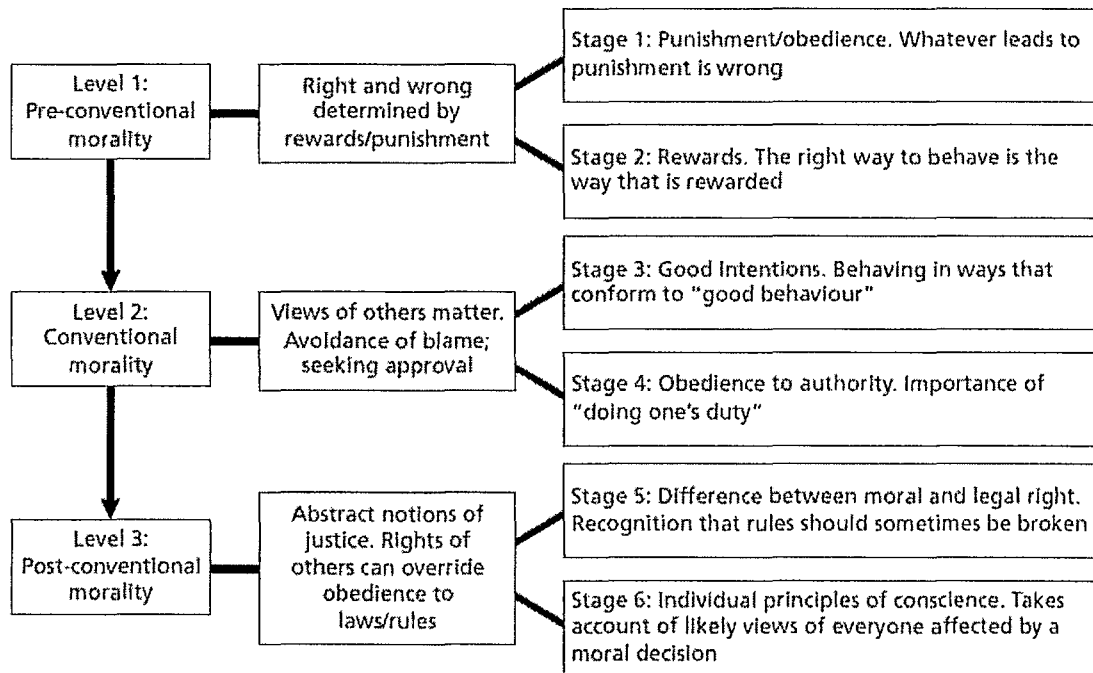 Level 1:
Pre-conventional
morality
Right and wrong
determined by
rewards/punishment
Stage 1: Punishment/obedience. Whatever leads to
punishment is wrong
Stage 2: Rewards. The right way to behave is the
way that is rewarded
Level 2:
Conventional
morality
Views of others matter.
Avoidance of blame;
seeking approval
Stage 3: Good Intentions. Behaving in ways that
conform to "good behaviour"
Stage 4: Obedience to authority. Importance of
"doing one's duty"
Level 3:
Post-conventional
morality
Abstract notions of
justice. Rights of
others can override
obedience to
laws/rules
Stage 5: Difference between moral and legal right.
Recognition that rules should sometimes be broken
Stage 6: Individual principles of conscience. Takes
account of likely views of everyone affected by a
moral decision